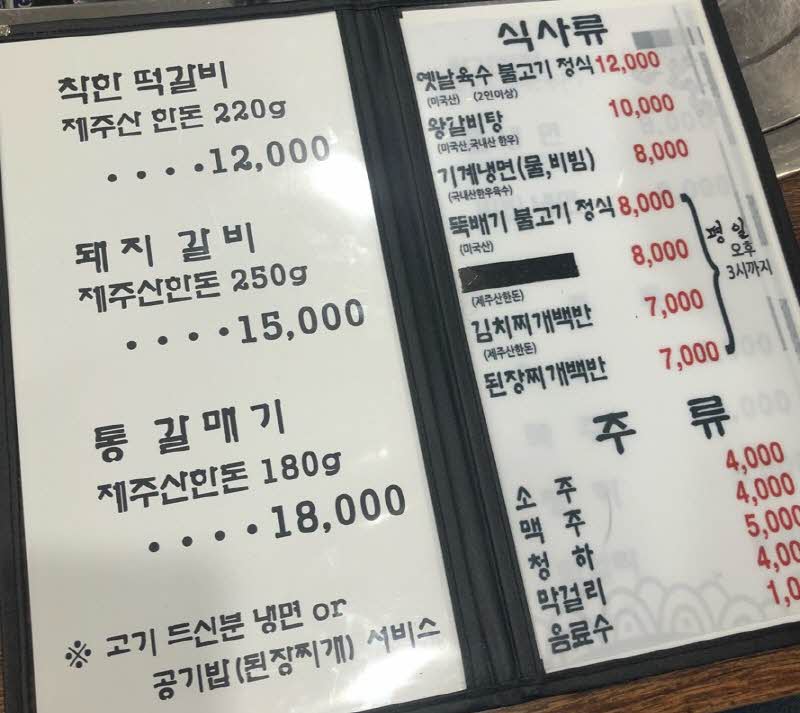 착한 떡갈비
제주산 한돈 220g
....12,000
돼지 갈비
제주산한돈 250g
....15,000
통 갈매기
제주산한돈 180g
....18,000
※ 고기 드신분 냉면 or
공기밥(된장찌개) 서비스
식사류
옛날육수 불고기 정식 12,000
(미국산) (2인이상)
왕갈비탕 10,000
(미국산,국내산 한우)
기계냉면(물,비빔) 8,000
(국내산한우육수)
뚝배기 불고기 정식 8,000
(미국산)
8,000
(제주산한돈)
김치찌개백반 7,000
(제주산한돈)
된장찌개백반 7,000
평일
오후
3시까지
주류
소주 4,000
맥주 4,000
청하 5,000
막걸리 4,00
음료수 1,0